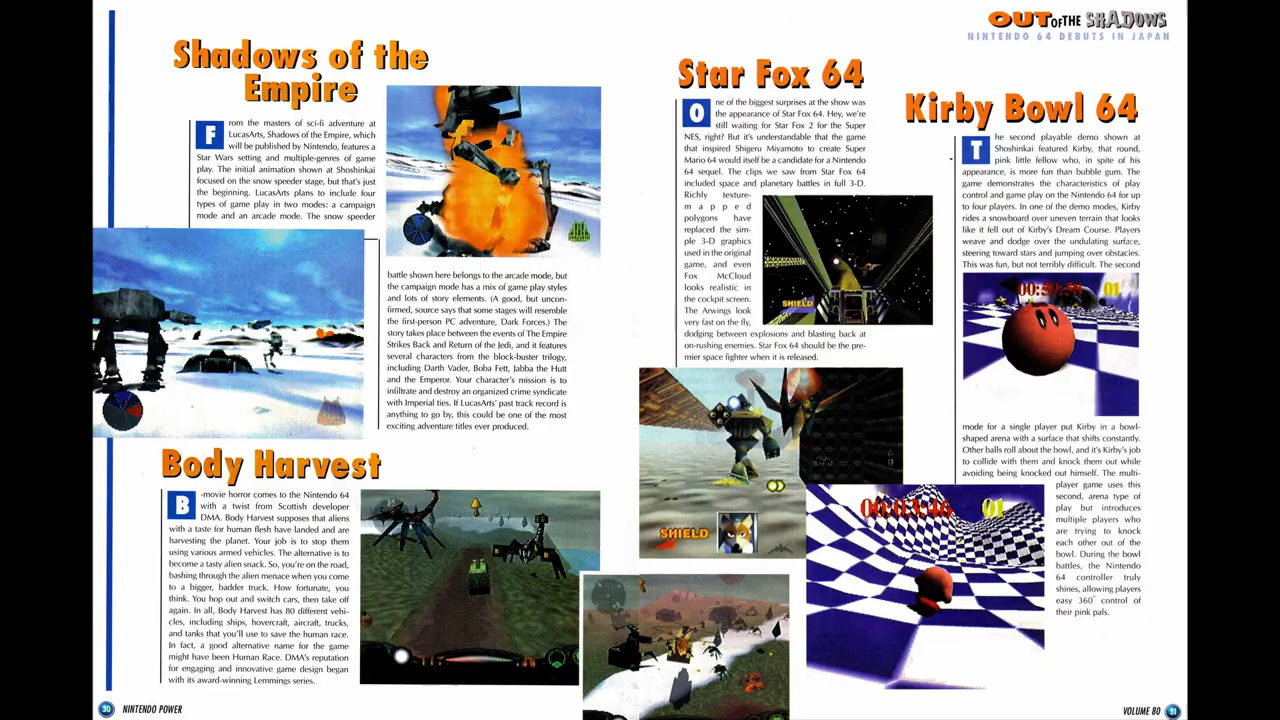 OUT OF THE SHADOWS
NINTENDO 64 DEBUTS IN JAPAN
Shadows of the
Empire
From the masters of sci-fi adventure at
LucasArts, Shadows of the Empire, which
will be published by Nintendo, features a
Star Wars setting and multiple-genres of game
play. The initial animation shown at Shoshinkai
focused on the snow speeder stage, but that's just
the beginning. LucasArts plans to include four
types of game play in two modes: a campaign
mode and an arcade mode. The snow speeder
battle shown here belongs to the arcade mode, but
the campaign mode has a mix of game play styles
and lots of story elements. (A good, but uncon-
firmed, source says that some stages will resemble
the first-person PC adventure, Dark Forces.) The
story takes place between the events of The Empire
Strikes Back and Return of the Jedi, and it features
several characters from the block-buster trilogy,
including Darth Vader, Boba Fett, Jabba the Hutt
and the Emperor. Your character's mission is to
infiltrate and destroy an organized crime syndicate
with Imperial ties. If LucasArts' past track record is
anything to go by, this could be one of the most
exciting adventure titles ever produced.
Body Harvest
B-movie horror comes to the Nintendo 64
with a twist from Scottish developer
DMA. Body Harvest supposes that aliens
with a taste for human flesh have landed and are
harvesting the planet. Your job is to stop them
using various armed vehicles. The alternative is to
become a tasty alien snack. So, you're on the road,
bashing through the alien menace when you come
to a bigger, badder truck. How fortunate, you
think. You hop out and switch cars, then take off
again. In all, Body Harvest has 80 different vehi-
cles, including ships, hovercraft, aircraft, trucks,
and tanks that you'll use to save the human race.
In fact, a good alternative name for the game
might have been Human Race. DMA's reputation
for engaging and innovative game design began
with its award-winning Lemmings series.
Star Fox 64
One of the biggest surprises at the show was
the appearance of Star Fox 64. Hey, we're
still waiting for Star Fox 2 for the Super
NES, right? But it's understandable that the game
that inspired Shigeru Miyamoto to create Super
Mario 64 would itself be a candidate for a Nintendo
64 sequel. The clips we saw from Star Fox 64
included space and planetary battles in full 3-D.
Richly texture-
mapped
polygons have
replaced the sim-
ple 3-D graphics
used in the original
game, and even
Fox McCloud
looks realistic in
the cockpit screen.
The Arwings look
very fast on the fly,
dodging between explosions and blasting back at
on-rushing enemies. Star Fox 64 should be the pre-
mier space fighter when it is released.
SHIELD
SHIELD
Kirby Bowl 64
The second playable demo shown at
Shoshinkai featured Kirby, that round,
pink little fellow who, in spite of his
appearance, is more fun than bubble gum. The
game demonstrates the characteristics of play
control and game play on the Nintendo 64 for up
to four players. In one of the demo modes, Kirby
rides a snowboard over uneven terrain that looks
like it fell out of Kirby's Dream Course. Players
weave and dodge over the undulating surface,
steering toward stars and jumping over obstacles.
This was fun, but not terribly difficult. The second
01
mode for a single player put Kirby in a bowl-
shaped arena with a surface that shifts constantly.
Other balls roll about the bowl, and it's Kirby's job
to collide with them and knock them out while
avoiding being knocked out himself. The multi-
player game uses this
second, arena type of
play but introduces
multiple players who
are trying to knock
each other out of the
bowl. During the bowl
battles, the Nintendo
64 controller truly
shines, allowing players
easy 360° control of
their pink pals.
00:03:46 01
30 NINTENDO POWER
VOLUME 80 31